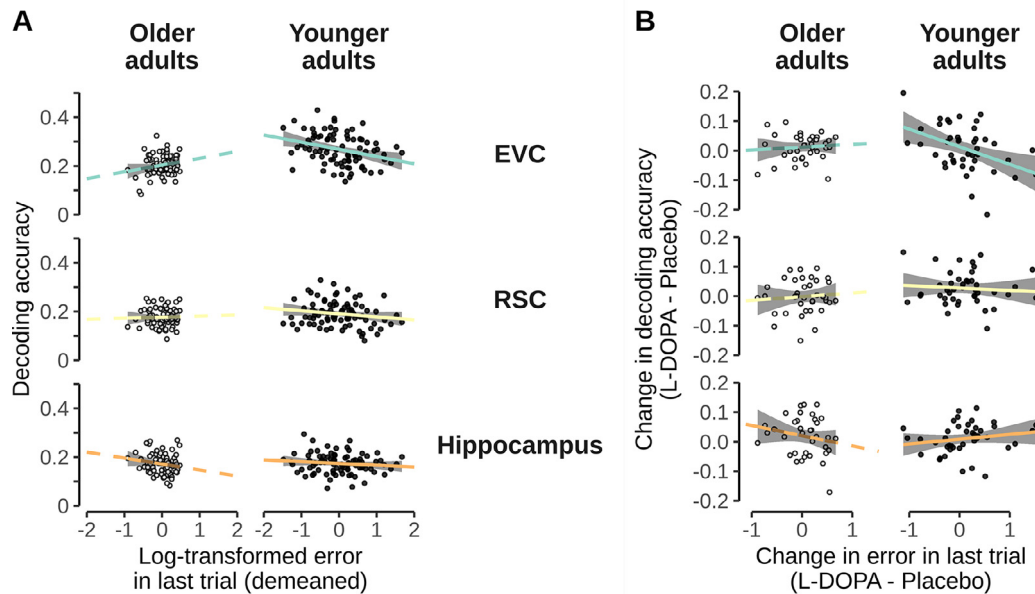 A
Older adults
Younger adults
Decoding accuracy
0.4
0.2
0
EVC
0.4
0.2
0
RSC
0.4
0.2
0
Hippocampus
-2 -1 0 1 2
-2 -1 0 1 2
Log-transformed error
in last trial (demeaned)
B
Older adults
Younger adults
Change in decoding accuracy
(L-DOPA - Placebo)
0.2
0.1
0.0
-0.1
-0.2
0.2
0.1
0.0
-0.1
-0.2
0.2
0.1
0.0
-0.1
-0.2
-1 0 1
-1 0 1
Change in error in last trial
(L-DOPA - Placebo)